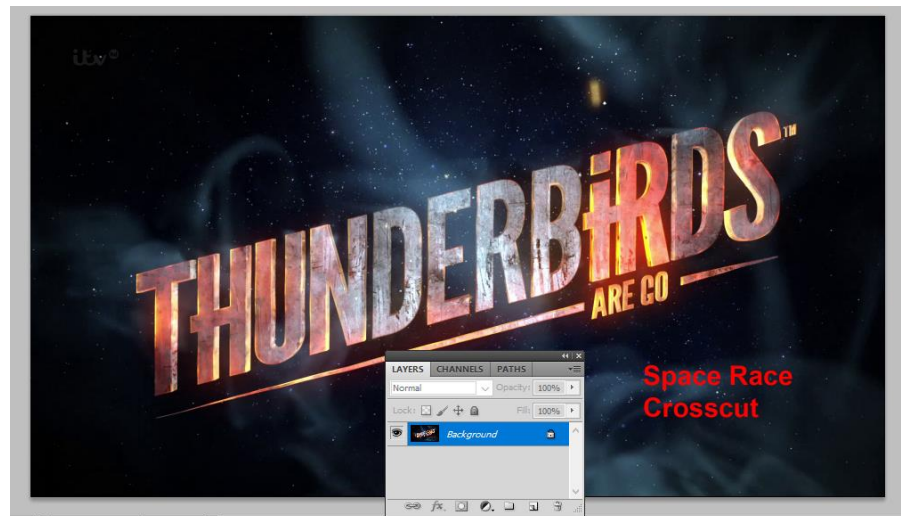 itv
THUNDERBiRDS™
ARE GO
LAYERS CHANNELS PATHS
Normal Opacity: 100%
Lock: Fill: 100%
Background
Space Race
Crosscut